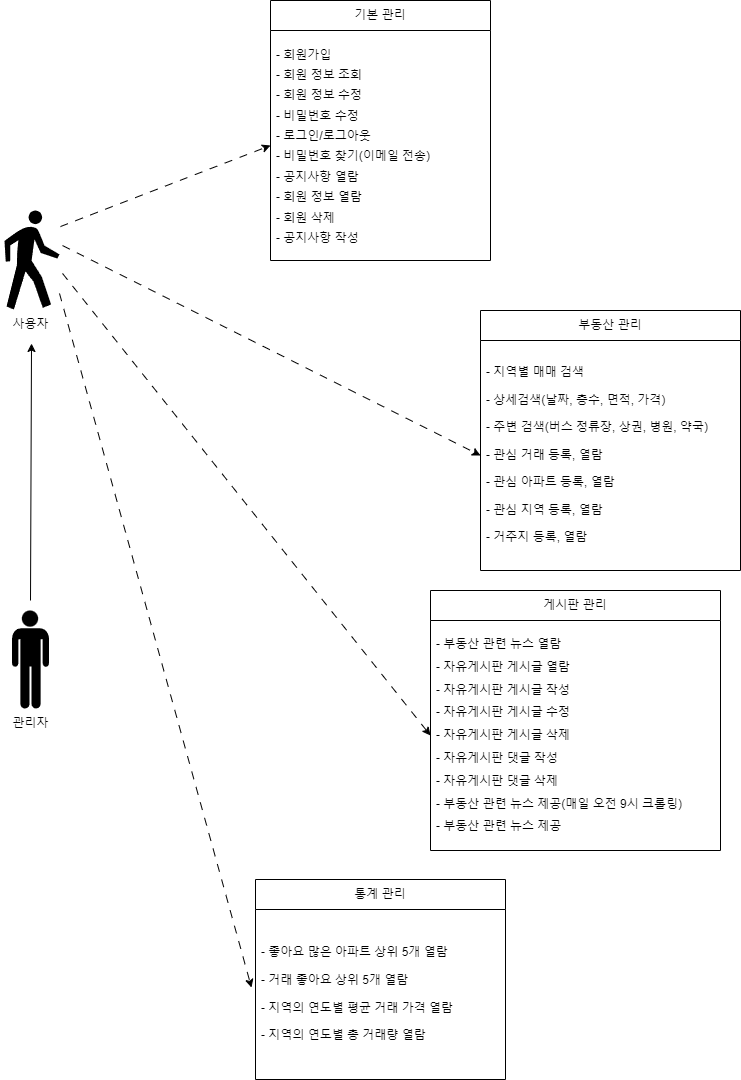 기본 관리
- 회원가입
- 회원 정보 조회
- 회원 정보 수정
- 비밀번호 수정
- 로그인/로그아웃
- 비밀번호 찾기(이메일 전송)
- 공지사항 열람
- 회원 정보 열람
- 회원 삭제
- 공지사항 작성
사용자
부동산 관리
- 지역별 매매 검색
- 상세검색(날짜, 층수, 면적, 가격)
- 주변 검색(버스 정류장, 상권, 병원, 약국)
- 관심 거래 등록, 열람
- 관심 아파트 등록, 열람
- 관심 지역 등록, 열람
- 거주지 등록, 열람
관리자
게시판 관리
- 부동산 관련 뉴스 열람
- 자유게시판 게시글 열람
- 자유게시판 게시글 작성
- 자유게시판 게시글 수정
- 자유게시판 게시글 삭제
- 자유게시판 댓글 작성
- 자유게시판 댓글 삭제
- 부동산 관련 뉴스 제공(매일 오전 9시 크롤링)
- 부동산 관련 뉴스 제공
통계 관리
- 좋아요 많은 아파트 상위 5개 열람
- 거래 좋아요 상위 5개 열람
- 지역의 연도별 평균 거래 가격 열람
- 지역의 연도별 총 거래량 열람